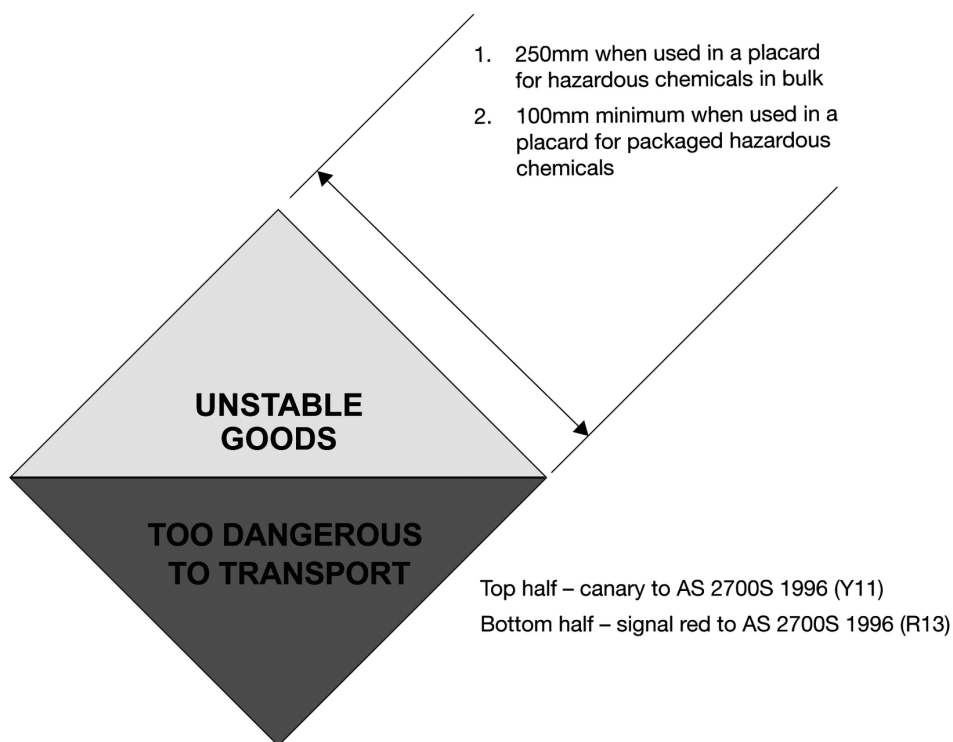 1. 250mm when used in a placard
for hazardous chemicals in bulk
2. 100mm minimum when used in a
placard for packaged hazardous
chemicals
UNSTABLE
GOODS
TOO DANGEROUS
TO TRANSPORT
Top half – canary to AS 2700S 1996 (Y11)
Bottom half – signal red to AS 2700S 1996 (R13)